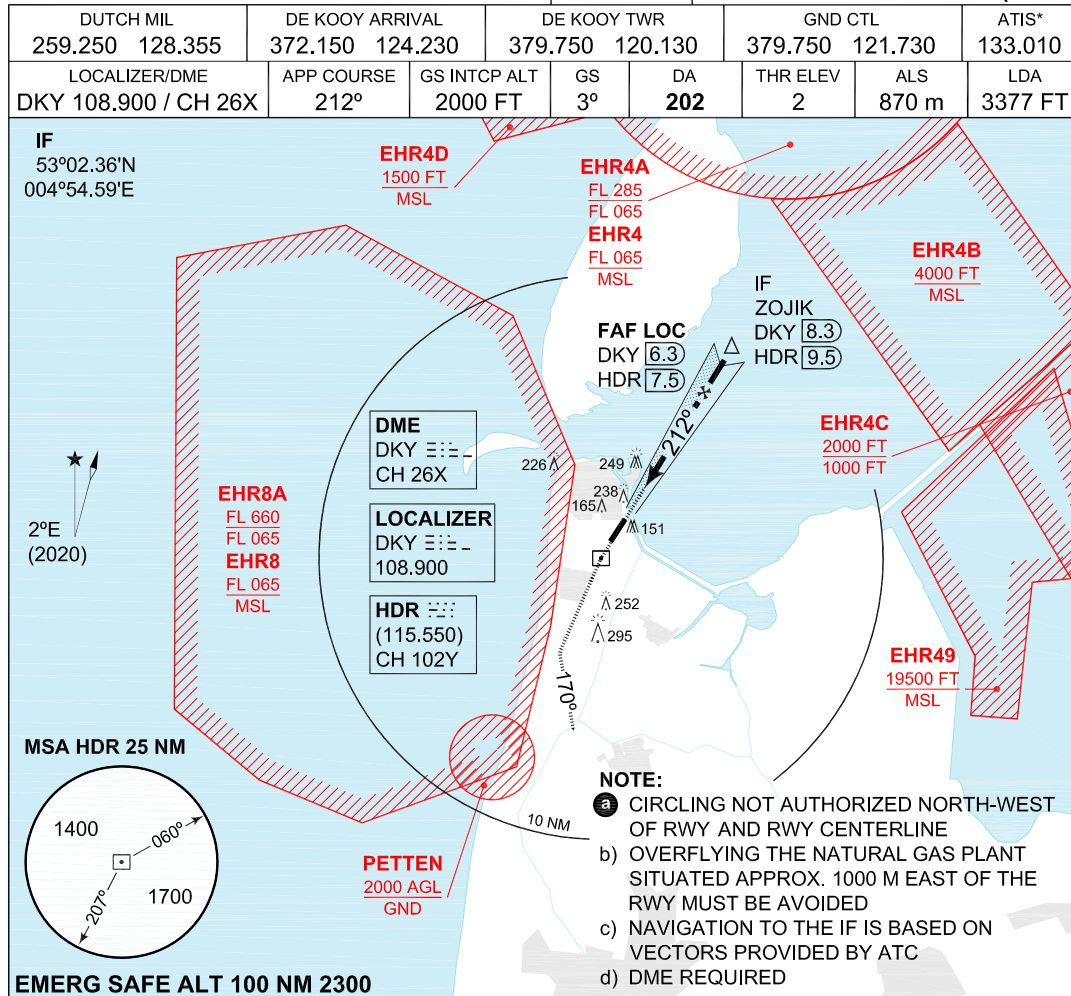 DUTCH MIL
259.250 128.355
DE KOOY ARRIVAL
372.150 124.230
DE KOOY TWR
379.750 120.130
GND CTL
379.750 121.730
ATIS*
133.010
LOCALIZER/DME
DKY 108.900 / CH 26X
APP COURSE
212º
GS INTCP ALT
2000 FT
GS
3º
DA
202
THR ELEV
2
ALS
870 m
LDA
3377 FT
IF
53º02.36'N
004º54.59'E
EHR4D
1500 FT
MSL
EHR4A
FL 285
FL 065
EHR4
FL 065
MSL
EHR4B
4000 FT
MSL
IF
ZOJIK
DKY 8.3
HDR 9.5
FAF LOC
DKY 6.3
HDR 7.5
212º
EHR4C
2000 FT
1000 FT
DME
DKY
CH 26X
226
249
238
165
151
LOCALIZER
DKY
108.900
2ºE
(2020)
EHR8A
FL 660
FL 065
EHR8
FL 065
MSL
HDR
(115.550)
CH 102Y
252
295
170º
EHR49
19500 FT
MSL
MSA HDR 25 NM
1400
060º
1700
207º
10 NM
PETTEN
2000 AGL
GND
NOTE:
a CIRCLING NOT AUTHORIZED NORTH-WEST
OF RWY AND RWY CENTERLINE
b) OVERFLYING THE NATURAL GAS PLANT
SITUATED APPROX. 1000 M EAST OF THE
RWY MUST BE AVOIDED
c) NAVIGATION TO THE IF IS BASED ON
VECTORS PROVIDED BY ATC
d) DME REQUIRED
EMERG SAFE ALT 100 NM 2300